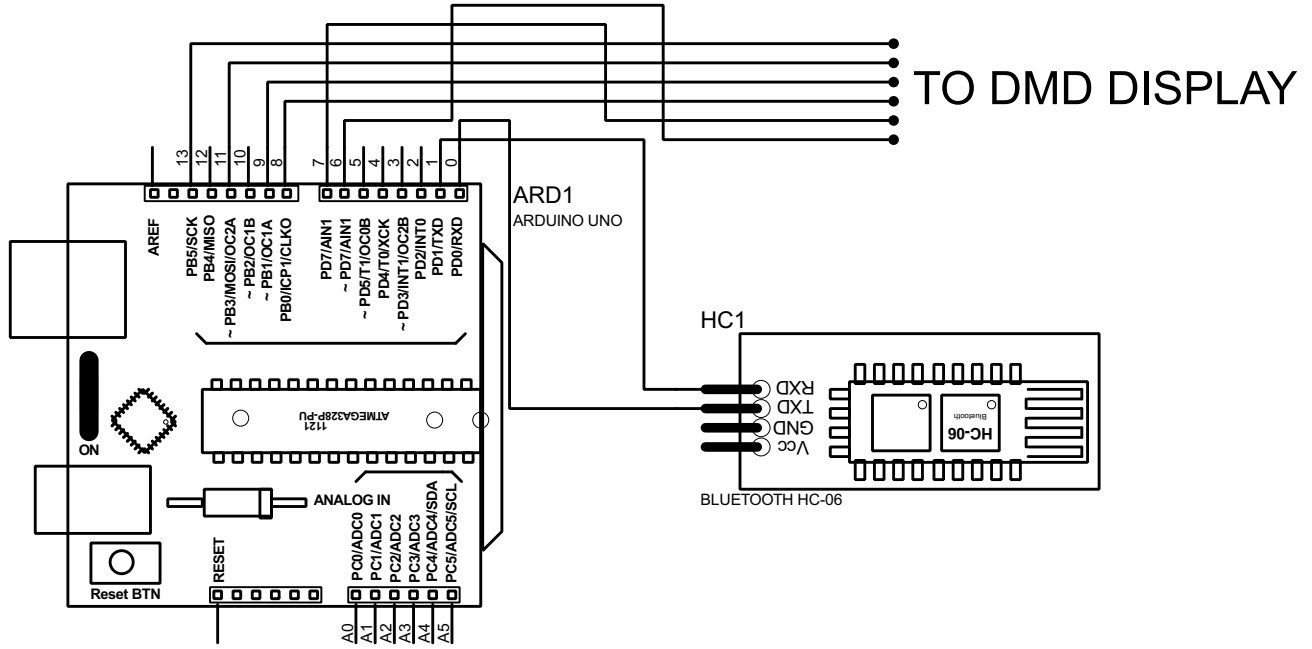 TO DMD DISPLAY
13
12
11
10
9
8
7
6
5
4
3
2
1
0
ARD1
ARDUINO UNO
AREF
PB5/SCK
PB4/MISO
~ PB3/MOSI/OC2A
~ PB2/OC1B
~ PB1/OC1A
PB0/ICP1/CLKO
PD7/AIN1
~ PD7/AIN1
~ PD5/T1/OC0B
PD4/T0/XCK
~ PD3/INT1/OC2B
PD2/INT0
PD1/TXD
PD0/RXD
HC1
RXD
TXD
GND
Vcc
Bluetooth
HC-06
BLUETOOTH HC-06
ON
1121
ATMEGA328P-PU
ANALOG IN
RESET
PC0/ADC0
PC1/ADC1
PC2/ADC2
PC3/ADC3
PC4/ADC4/SDA
PC5/ADC5/SCL
Reset BTN
A0
A1
A2
A3
A4
A5